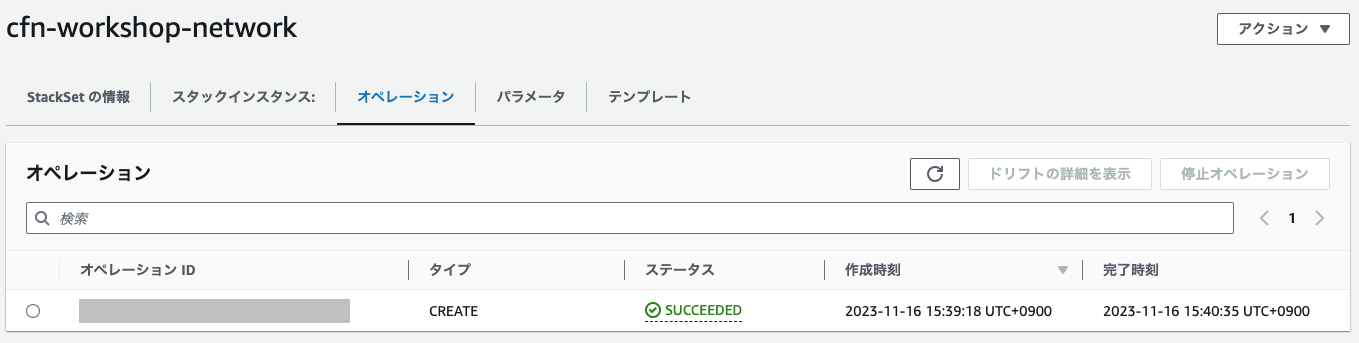 cfn-workshop-network
アクション ▼
StackSet の情報 スタックインスタンス: オペレーション パラメータ テンプレート
オペレーション ドリフトの詳細を表示 停止オペレーション
検索 1
オペレーション ID タイプ ステータス 作成時刻 完了時刻
CREATE SUCCEEDED 2023-11-16 15:39:18 UTC+0900 2023-11-16 15:40:35 UTC+0900